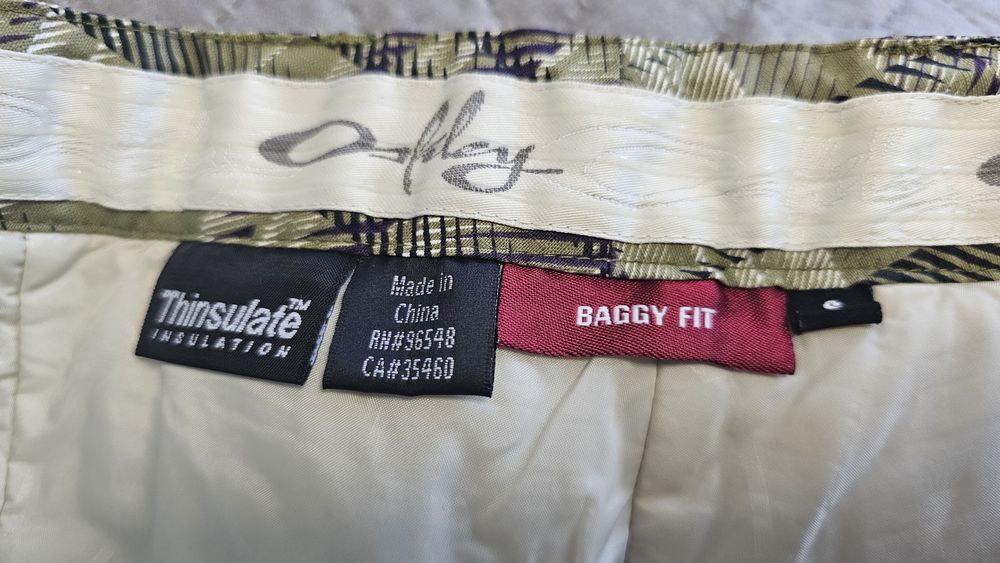 Oakley
Thinsulate™
INSULATION
Made in
China
RN#96548
CA#35460
BAGGY FIT